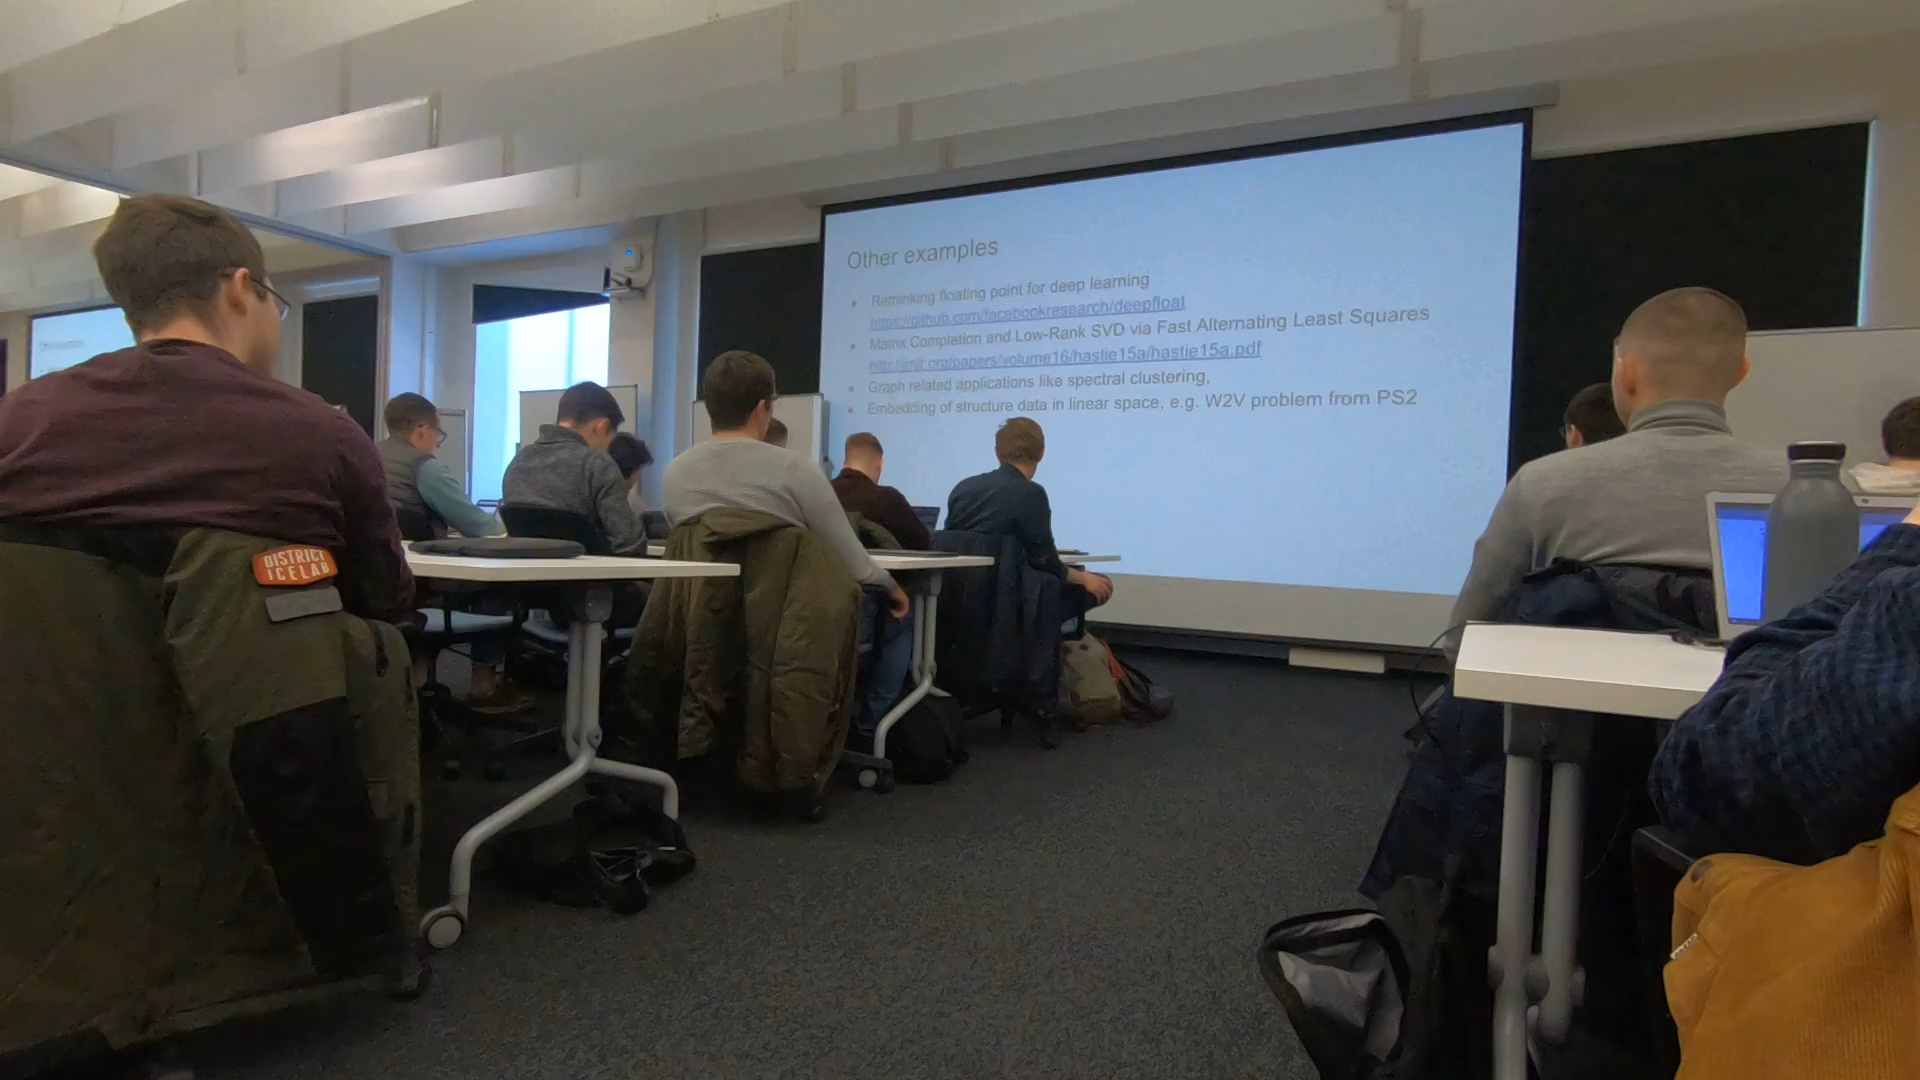 Other examples
Rethinking floating point for deep learning
https://github.com/facebookresearch/deepfloat
Matrix Completion and Low-Rank SVD via Fast Alternating Least Squares
http://jmlr.org/papers/volume16/hastie15a/hastie15a.pdf
Graph related applications like spectral clustering,
Embedding of structure data in linear space, e.g. W2V problem from PS2
DISTRICT
ICELAB